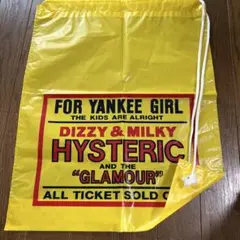 FOR YANKEE GIRL
THE KIDS ARE ALRIGHT
DIZZY & MILKY
HYSTERIC
AND THE
"GLAMOUR"
ALL TICKET SOLD